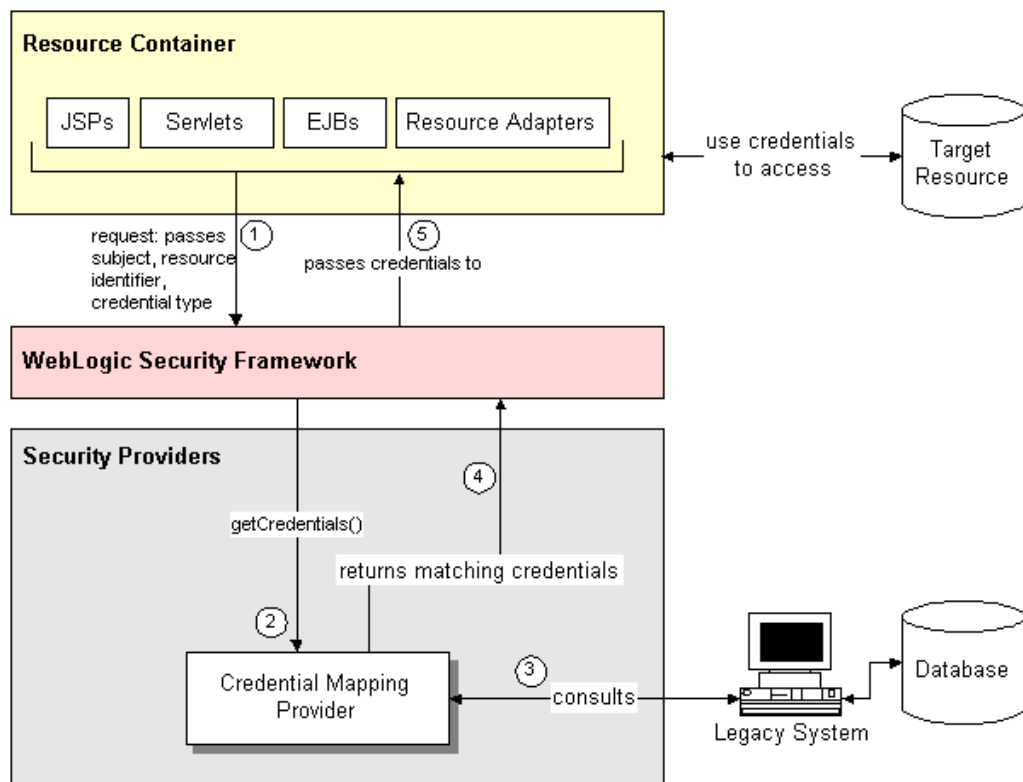 Resource Container
JSPs
Servlets
EJBs
Resource Adapters
use credentials
to access
Target
Resource
1
request: passes
subject, resource
identifier,
credential type
5
passes credentials to
WebLogic Security Framework
Security Providers
4
getCredentials()
returns matching credentials
2
Credential Mapping
Provider
3
consults
Legacy System
Database